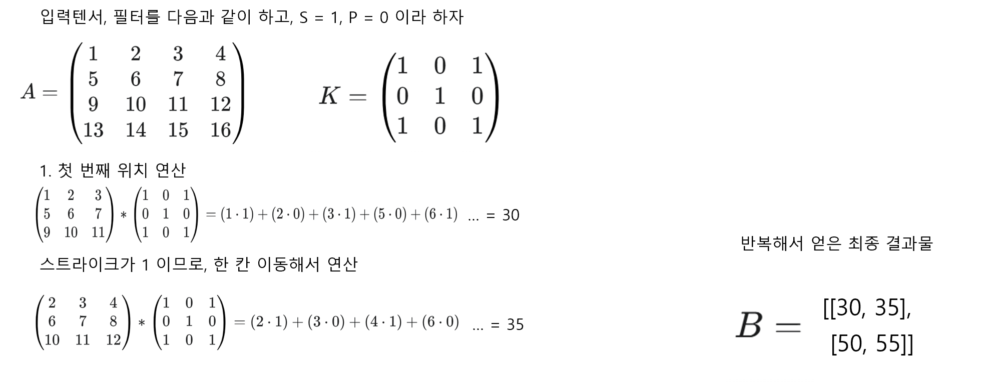 입력텐서, 필터를 다음과 같이 하고, S = 1, P = 0 이라 하자
A = (1 2 3 4
5 6 7 8
9 10 11 12
13 14 15 16)
K = (1 0 1
0 1 0
1 0 1)
1. 첫 번째 위치 연산
(1 2 3
5 6 7
9 10 11) * (1 0 1
0 1 0
1 0 1) = (1 · 1) + (2 · 0) + (3 · 1) + (5 · 0) + (6 · 1) ... = 30
스트라이크가 1 이므로, 한 칸 이동해서 연산
(2 3 4
6 7 8
10 11 12) * (1 0 1
0 1 0
1 0 1) = (2 · 1) + (3 · 0) + (4 · 1) + (6 · 0) ... = 35
반복해서 얻은 최종 결과물
B = [[30, 35],
[50, 55]]